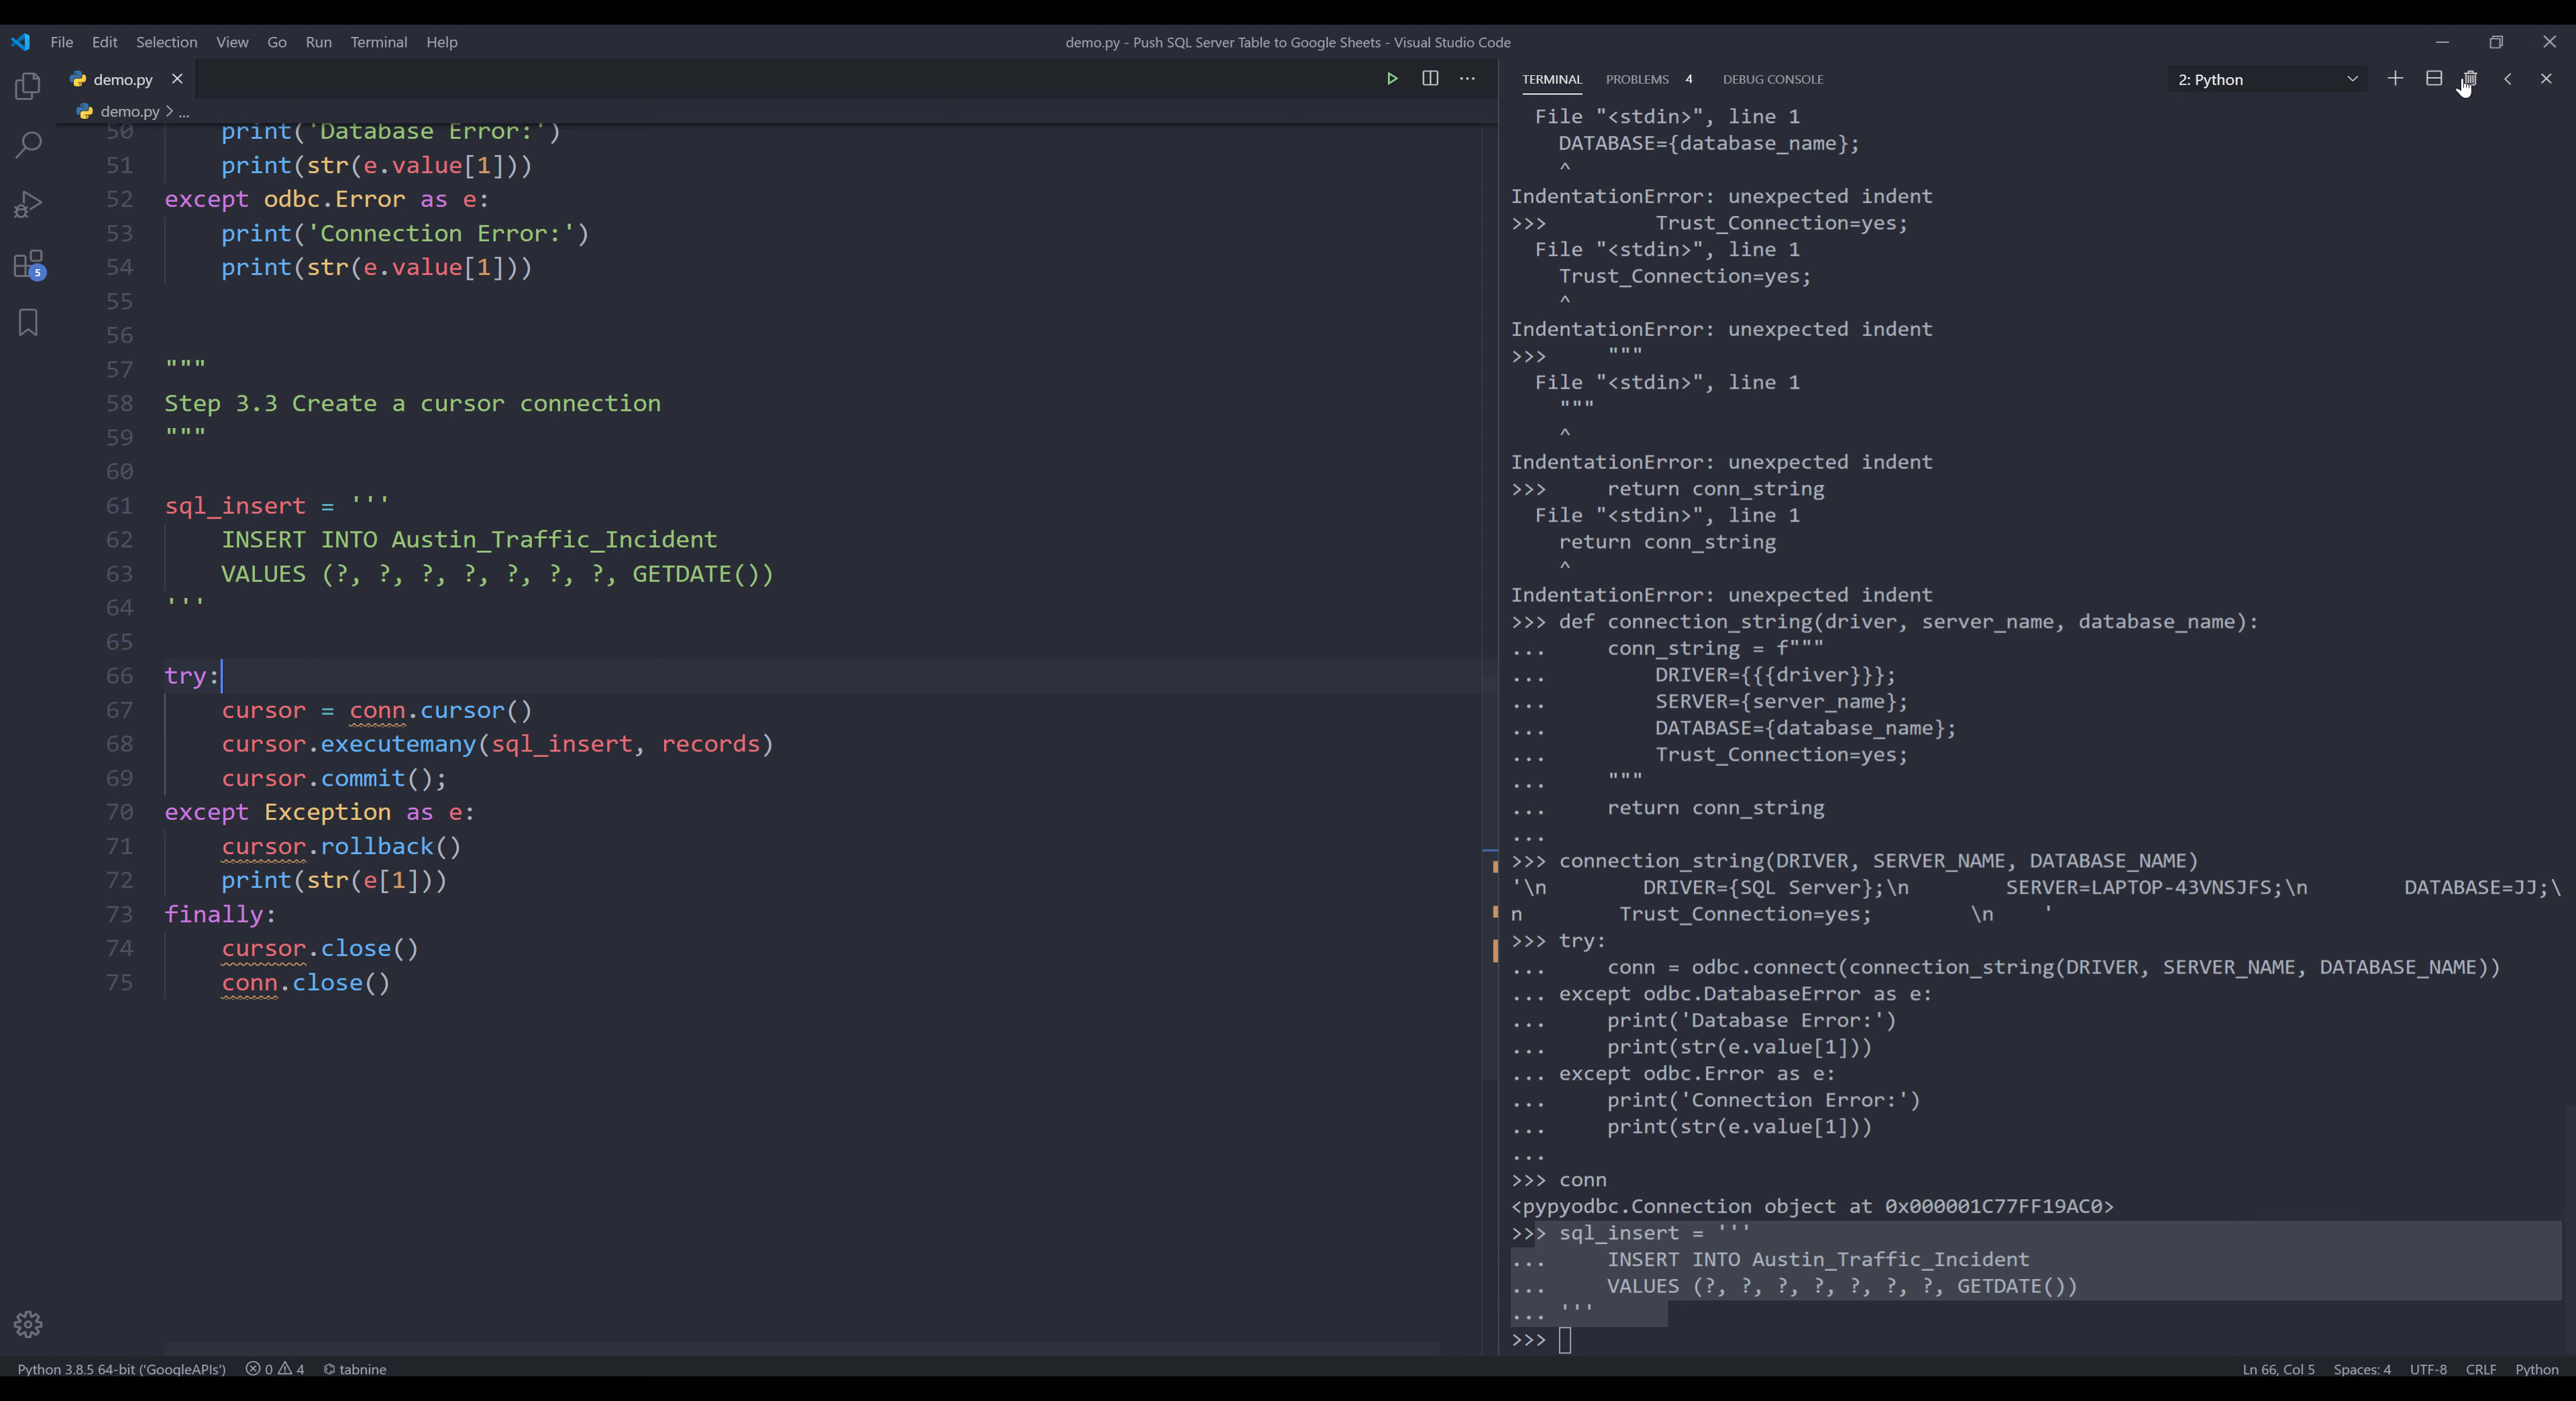 File Edit Selection View Go Run Terminal Help
demo.py - Push SQL Server Table to Google Sheets - Visual Studio Code
demo.py
demo.py > ...
50 print('Database Error:')
51 print(str(e.value[1]))
52 except odbc.Error as e:
53 print('Connection Error:')
54 print(str(e.value[1]))
55
56
57 """
58 Step 3.3 Create a cursor connection
59 """
60
61 sql_insert = '''
62 INSERT INTO Austin_Traffic_Incident
63 VALUES (?, ?, ?, ?, ?, ?, ?, GETDATE())
64 '''
65
66 try:
67 cursor = conn.cursor()
68 cursor.executemany(sql_insert, records)
69 cursor.commit();
70 except Exception as e:
71 cursor.rollback()
72 print(str(e[1]))
73 finally:
74 cursor.close()
75 conn.close()
5
TERMINAL PROBLEMS 4 DEBUG CONSOLE
2: Python
File "<stdin>", line 1
DATABASE={database_name};
^
IndentationError: unexpected indent
>>> Trust_Connection=yes;
File "<stdin>", line 1
Trust_Connection=yes;
^
IndentationError: unexpected indent
>>> """
File "<stdin>", line 1
"""
^
IndentationError: unexpected indent
>>> return conn_string
File "<stdin>", line 1
return conn_string
^
IndentationError: unexpected indent
>>> def connection_string(driver, server_name, database_name):
... conn_string = f"""
... DRIVER={{{driver}}};
... SERVER={server_name};
... DATABASE={database_name};
... Trust_Connection=yes;
... """
... return conn_string
...
>>> connection_string(DRIVER, SERVER_NAME, DATABASE_NAME)
'\n DRIVER={SQL Server};\n SERVER=LAPTOP-43VNSJFS;\n DATABASE=JJ;\
n Trust_Connection=yes; \n '
>>> try:
... conn = odbc.connect(connection_string(DRIVER, SERVER_NAME, DATABASE_NAME))
... except odbc.DatabaseError as e:
... print('Database Error:')
... print(str(e.value[1]))
... except odbc.Error as e:
... print('Connection Error:')
... print(str(e.value[1]))
...
>>> conn
<pypyodbc.Connection object at 0x000001C77FF19AC0>
>>> sql_insert = '''
... INSERT INTO Austin_Traffic_Incident
... VALUES (?, ?, ?, ?, ?, ?, ?, GETDATE())
... '''
>>>
Python 3.8.5 64-bit ('GoogleAPIs') 0 4 tabnine
Ln 66, Col 5 Spaces: 4 UTF-8 CRLF Python